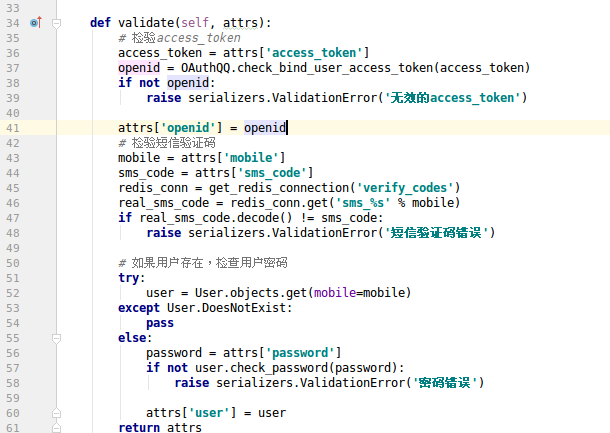 33
34 def validate(self, attrs):
35 # 检验access_token
36 access_token = attrs['access_token']
37 openid = OAuthQQ.check_bind_user_access_token(access_token)
38 if not openid:
39 raise serializers.ValidationError('无效的access_token')
40
41 attrs['openid'] = openid
42 # 检验短信验证码
43 mobile = attrs['mobile']
44 sms_code = attrs['sms_code']
45 redis_conn = get_redis_connection('verify_codes')
46 real_sms_code = redis_conn.get('sms_%s' % mobile)
47 if real_sms_code.decode() != sms_code:
48 raise serializers.ValidationError('短信验证码错误')
49
50 # 如果用户存在，检查用户密码
51 try:
52 user = User.objects.get(mobile=mobile)
53 except User.DoesNotExist:
54 pass
55 else:
56 password = attrs['password']
57 if not user.check_password(password):
58 raise serializers.ValidationError('密码错误')
59
60 attrs['user'] = user
61 return attrs